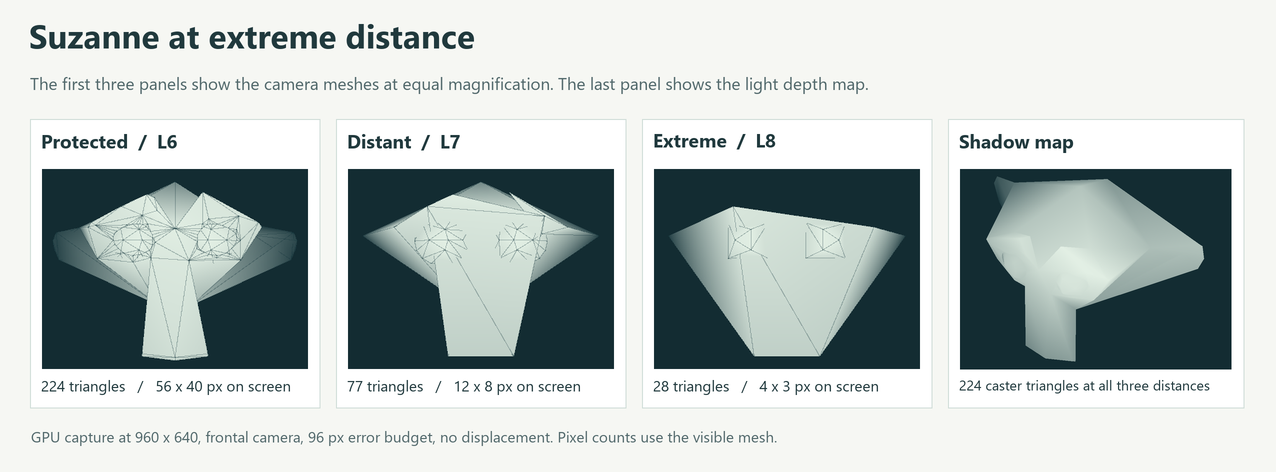 Suzanne at extreme distance
The first three panels show the camera meshes at equal magnification. The last panel shows the light depth map.
Protected / L6
224 triangles / 56 x 40 px on screen
Distant / L7
77 triangles / 12 x 8 px on screen
Extreme / L8
28 triangles / 4 x 3 px on screen
Shadow map
224 caster triangles at all three distances
GPU capture at 960 x 640, frontal camera, 96 px error budget, no displacement. Pixel counts use the visible mesh.